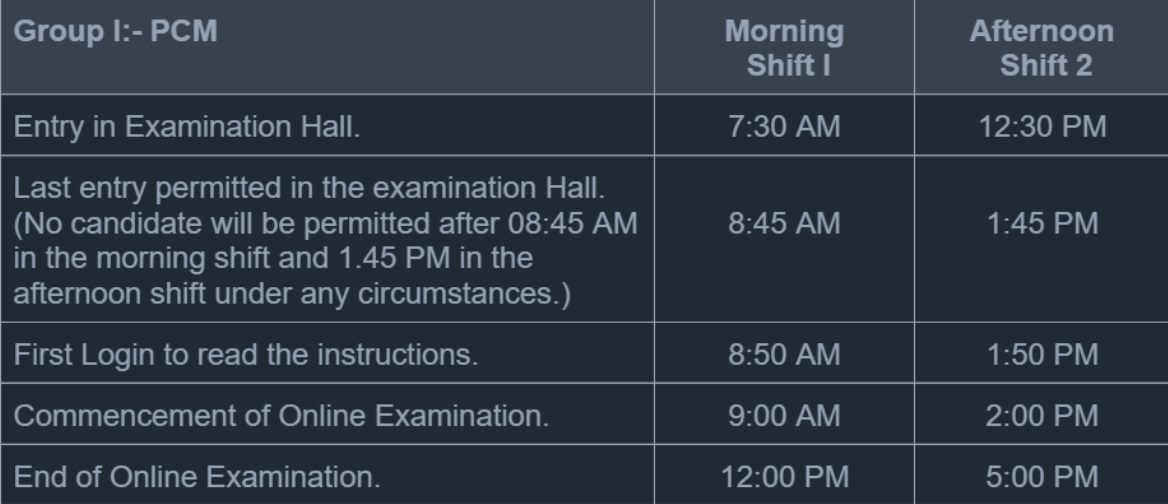 Group I:- PCM
Morning
Shift I
Afternoon
Shift 2
Entry in Examination Hall.
7:30 AM
12:30 PM
Last entry permitted in the examination Hall.
(No candidate will be permitted after 08:45 AM
in the morning shift and 1.45 PM in the
afternoon shift under any circumstances.)
8:45 AM
1:45 PM
First Login to read the instructions.
8:50 AM
1:50 PM
Commencement of Online Examination.
9:00 AM
2:00 PM
End of Online Examination.
12:00 PM
5:00 PM